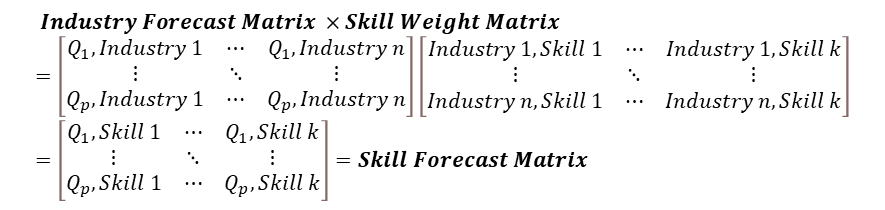 Industry Forecast Matrix × Skill Weight Matrix
= [Q₁, Industry 1 ⋯ Q₁, Industry n] [Industry 1, Skill 1 ⋯ Industry 1, Skill k]
⋮ ⋱ ⋮ ⋮ ⋱ ⋮
Qₚ, Industry 1 ⋯ Qₚ, Industry n Industry n, Skill 1 ⋯ Industry n, Skill k
Q₁, Skill 1 ⋯ Q₁, Skill k
= ⋮ ⋱ ⋮ = Skill Forecast Matrix
Qₚ, Skill 1 ⋯ Qₚ, Skill k